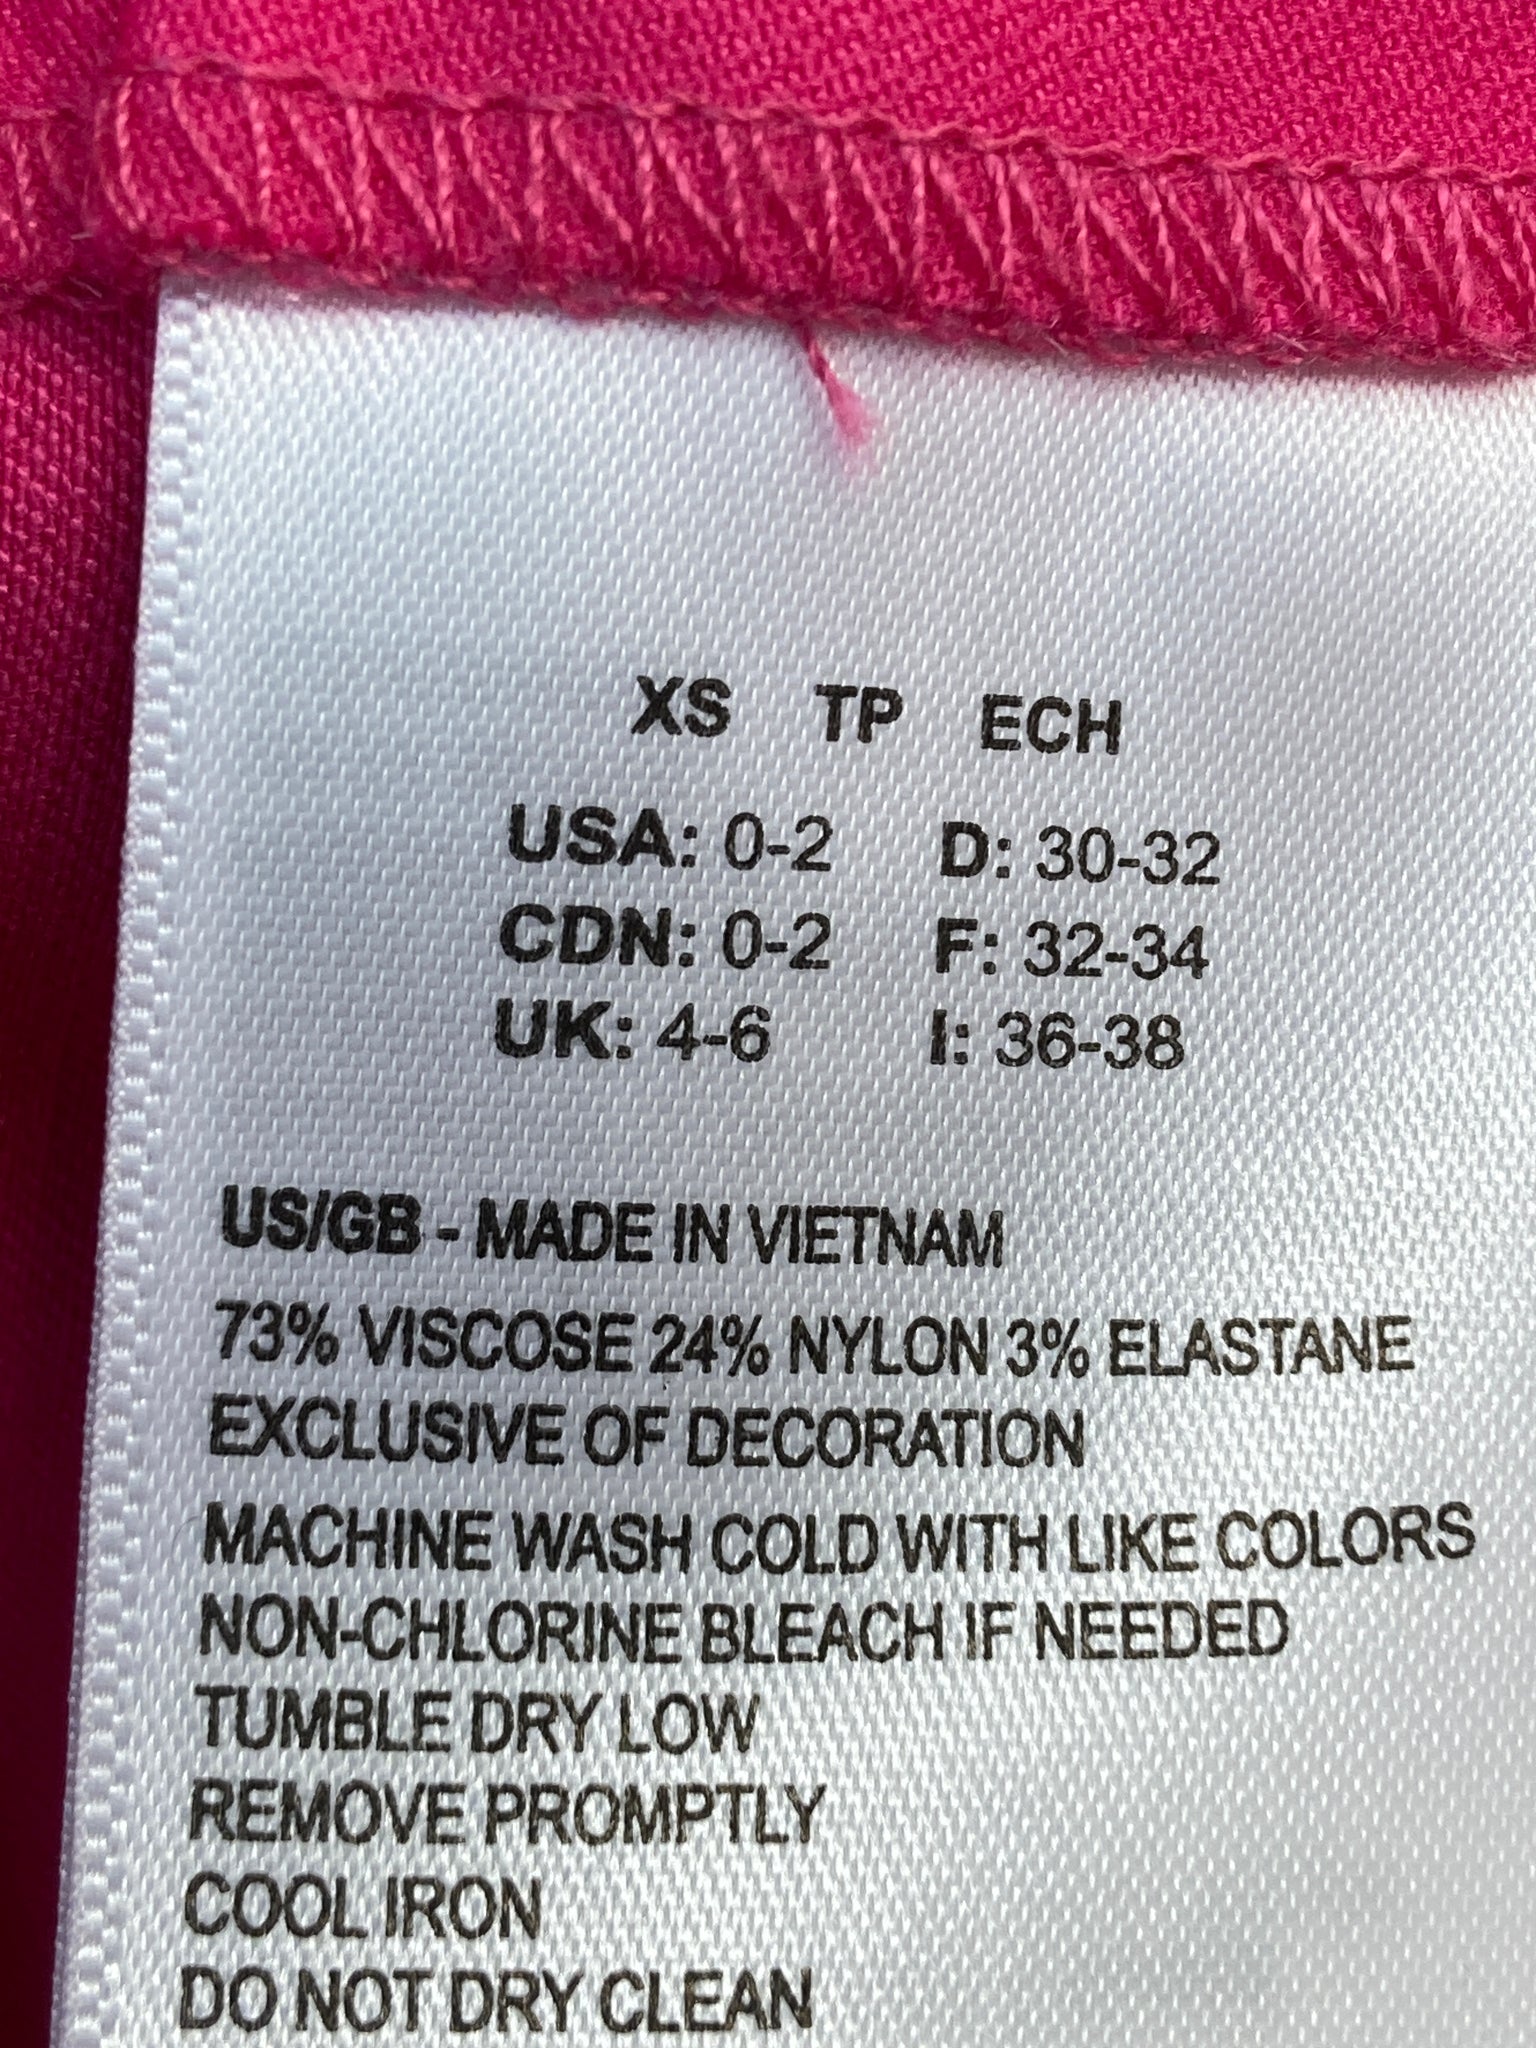 XS TP ECH
USA: 0-2 D: 30-32
CDN: 0-2 F: 32-34
UK: 4-6 I: 36-38
US/GB - MADE IN VIETNAM
73% VISCOSE 24% NYLON 3% ELASTANE
EXCLUSIVE OF DECORATION
MACHINE WASH COLD WITH LIKE COLORS
NON-CHLORINE BLEACH IF NEEDED
TUMBLE DRY LOW
REMOVE PROMPTLY
COOL IRON
DO NOT DRY CLEAN